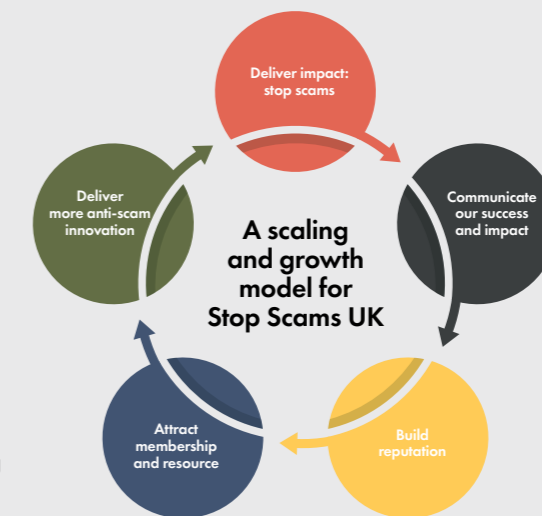 Deliver impact:
stop scams
Communicate
our success
and impact
Build
reputation
Attract
membership
and resource
Deliver
more anti-scam
innovation
A scaling
and growth
model for
Stop Scams UK